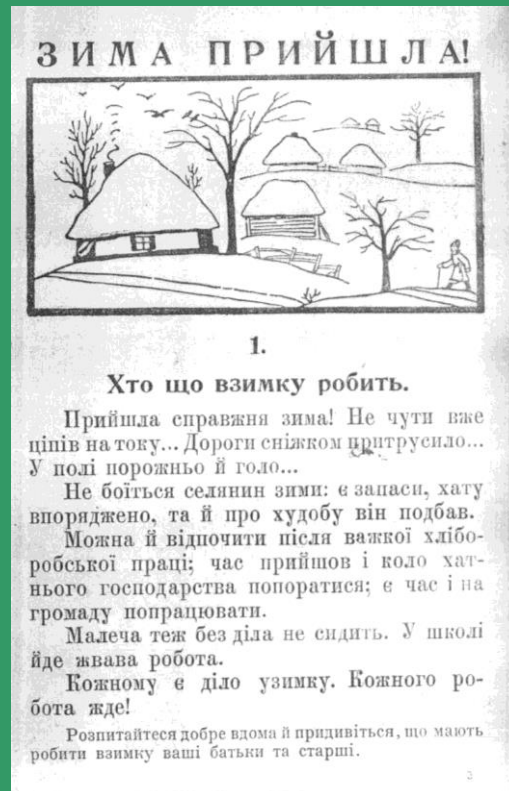 ЗИМА ПРИЙШЛА!
1.
Хто що взимку робить.
Прийшла справжня зима! Не чути вже
ціпів на току... Дороги сніжком притрусило...
У полі порожньо й голо...
Не боїться селянин зими: є запаси, хату
впоряджено, та й про худобу він подбав.
Можна й відпочити після важкої хлібо-
робської праці; час прийшов і коло хат-
нього господарства попоратися; є час і на
громаду попрацювати.
Малеча теж без діла не сидить. У школі
йде жвава робота.
Кожному є діло узимку. Кожного ро-
бота жде!
Розпитайтеся добре вдома й придивіться, що мають
робити взимку ваші батьки та старші.
3